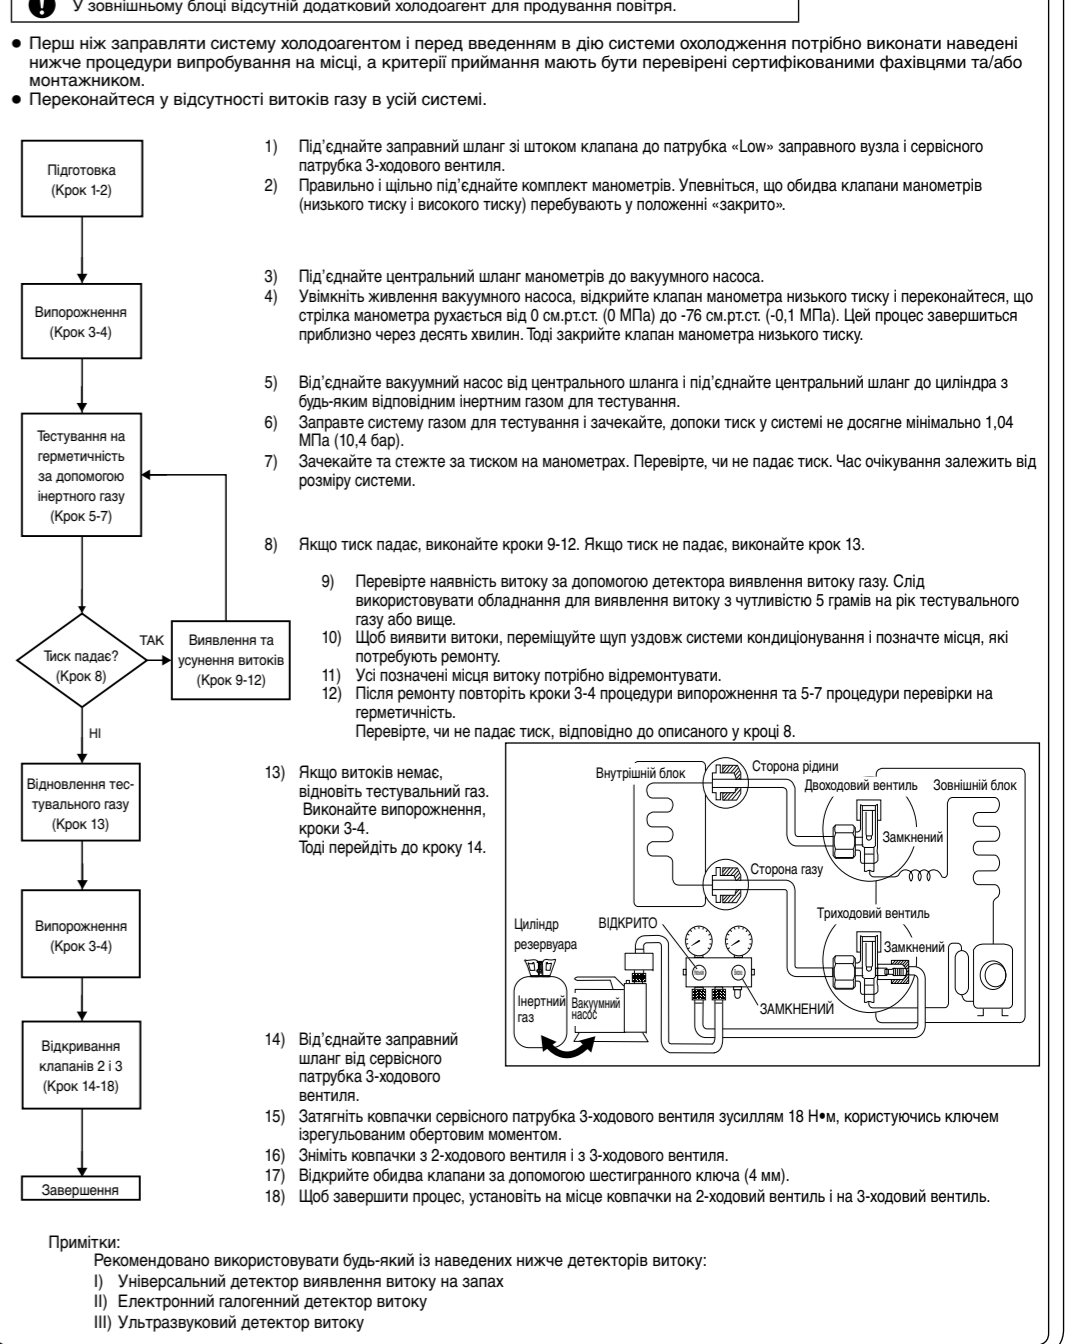 У зовнішньому блоці відсутній додатковий холодоагент для продування повітря.
● Перш ніж заправляти систему холодоагентом і перед введенням в дію системи охолодження потрібно виконати наведені
нижче процедури випробування на місці, а критерії приймання мають бути перевірені сертифікованими фахівцями та/або
монтажником.
● Переконайтеся у відсутності витоків газу в усій системі.
Підготовка
(Крок 1-2)
1) Під’єднайте заправний шланг зі штоком клапана до патрубка «Low» заправного вузла і сервісного
патрубка 3-ходового вентиля.
2) Правильно і щільно під’єднайте комплект манометрів. Упевніться, що обидва клапани манометрів
(низького тиску і високого тиску) перебувають у положенні «закрито».
Випорожнення
(Крок 3-4)
3) Під’єднайте центральний шланг манометрів до вакуумного насоса.
4) Увімкніть живлення вакуумного насоса, відкрийте клапан манометра низького тиску і переконайтеся, що
стрілка манометра рухається від 0 см.рт.ст. (0 МПа) до -76 см.рт.ст. (-0,1 МПа). Цей процес завершиться
приблизно через десять хвилин. Тоді закрийте клапан манометра низького тиску.
Тестування на
герметичність
за допомогою
інертного газу
(Крок 5-7)
5) Від’єднайте вакуумний насос від центрального шланга і під’єднайте центральний шланг до циліндра з
будь-яким відповідним інертним газом для тестування.
6) Заправте систему газом для тестування і зачекайте, допоки тиск у системі не досягне мінімально 1,04
МПа (10,4 бар).
7) Зачекайте та стежте за тиском на манометрах. Перевірте, чи не падає тиск. Час очікування залежить від
розміру системи.
8) Якщо тиск падає, виконайте кроки 9-12. Якщо тиск не падає, виконайте крок 13.
Тиск падає?
(Крок 8)
ТАК
НІ
Виявлення та
усунення витоків
(Крок 9-12)
9) Перевірте наявність витоку за допомогою детектора виявлення витоку газу. Слід
використовувати обладнання для виявлення витоку з чутливістю 5 грамів на рік тестувального
газу або вище.
10) Щоб виявити витоки, переміщуйте щуп уздовж системи кондиціонування і позначте місця, які
потребують ремонту.
11) Усі позначені місця витоку потрібно відремонтувати.
12) Після ремонту повторіть кроки 3-4 процедури випорожнення та 5-7 процедури перевірки на
герметичність.
Перевірте, чи не падає тиск, відповідно до описаного у кроці 8.
Відновлення тес-
тувального газу
(Крок 13)
13) Якщо витоків немає,
відновіть тестувальний газ.
Виконайте випорожнення,
кроки 3-4.
Тоді перейдіть до кроку 14.
Внутрішній блок
Сторона рідини
Двоходовий вентиль
Зовнішній блок
Замкнений
Сторона газу
Триходовий вентиль
Замкнений
Циліндр
резервуара
ВІДКРИТО
ЗАМКНЕНИЙ
Інертний
газ
Вакуумний
насос
Випорожнення
(Крок 3-4)
Відкривання
клапанів 2 і 3
(Крок 14-18)
14) Від’єднайте заправний
шланг від сервісного
патрубка 3-ходового
вентиля.
15) Затягніть ковпачки сервісного патрубка 3-ходового вентиля зусиллям 18 Н•м, користуючись ключем
ізрегульованим обертовим моментом.
16) Зніміть ковпачки з 2-ходового вентиля і з 3-ходового вентиля.
17) Відкрийте обидва клапани за допомогою шестигранного ключа (4 мм).
18) Щоб завершити процес, установіть на місце ковпачки на 2-ходовий вентиль і на 3-ходовий вентиль.
Завершення
Примітки:
Рекомендовано використовувати будь-який із наведених нижче детекторів витоку:
I) Універсальний детектор виявлення витоку на запах
II) Електронний галогенний детектор витоку
III) Ультразвуковий детектор витоку